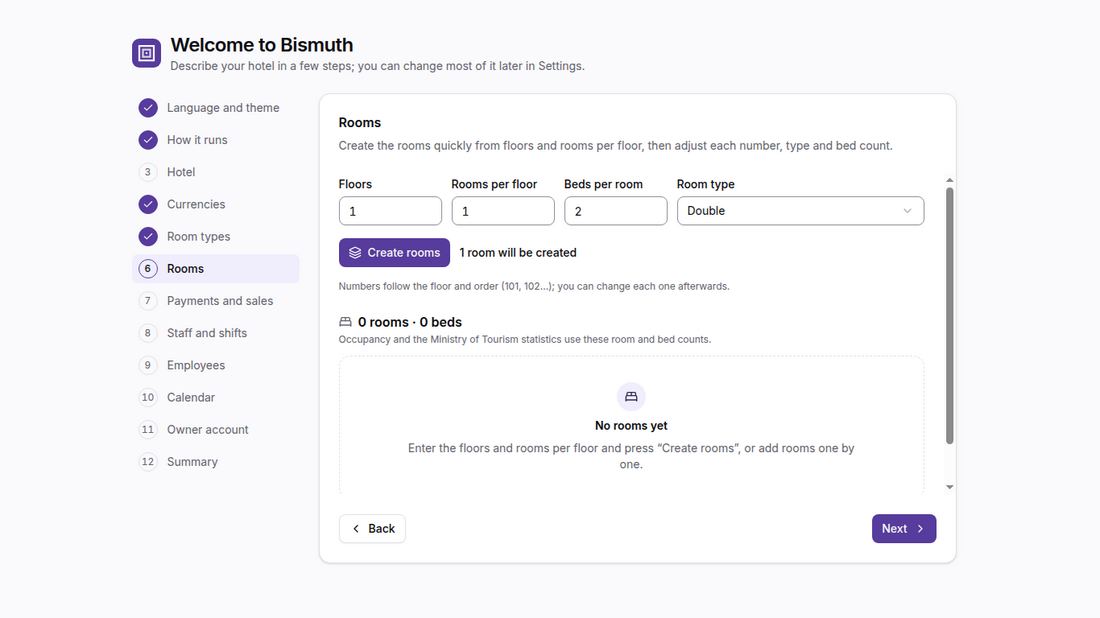 Welcome to Bismuth
Describe your hotel in a few steps; you can change most of it later in Settings.
Language and theme
How it runs
3 Hotel
Currencies
Room types
6 Rooms
7 Payments and sales
8 Staff and shifts
9 Employees
10 Calendar
11 Owner account
12 Summary
Rooms
Create the rooms quickly from floors and rooms per floor, then adjust each number, type and bed count.
Floors Rooms per floor Beds per room Room type
1 1 2 Double
Create rooms 1 room will be created
Numbers follow the floor and order (101, 102...); you can change each one afterwards.
0 rooms · 0 beds
Occupancy and the Ministry of Tourism statistics use these room and bed counts.
No rooms yet
Enter the floors and rooms per floor and press “Create rooms”, or add rooms one by
one.
Back Next